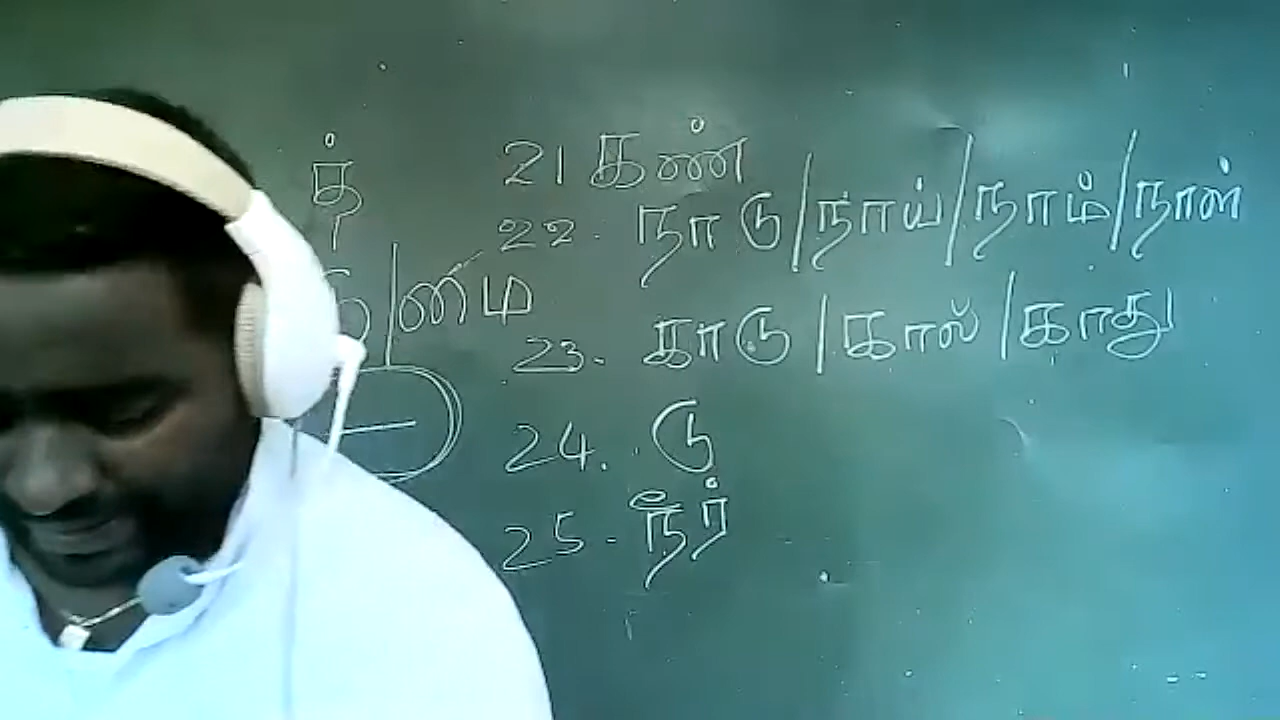 த்
21 கண்
22. நாடு/நாய்/நாம்/நான்
/ மை
23. காடு/கால்/காது
24. டு
25. நீர்